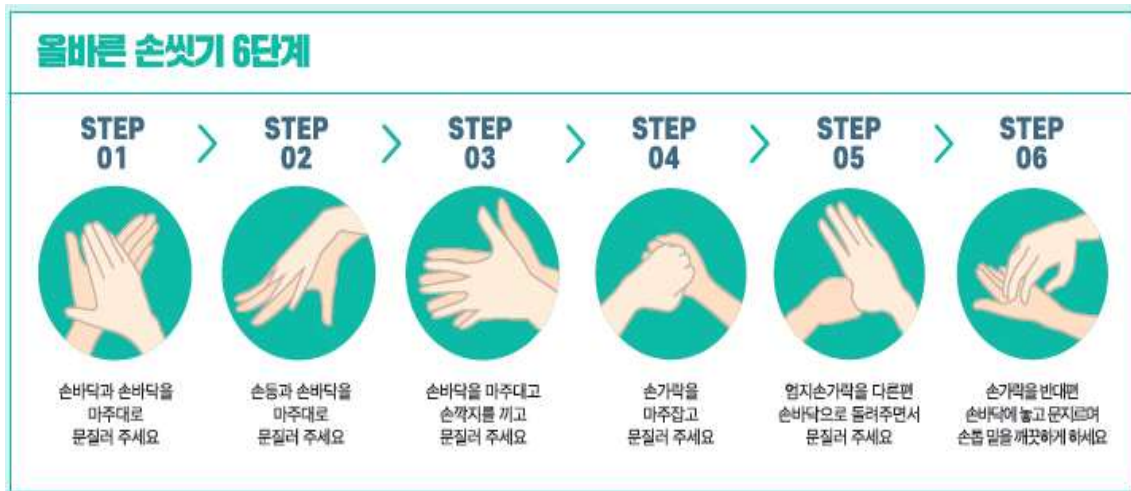 올바른 손씻기 6단계
STEP
01
STEP
02
STEP
03
STEP
04
STEP
05
STEP
06
손바닥과 손바닥을
마주대로
문질러 주세요
손등과 손바닥을
마주대로
문질러 주세요
손바닥을 마주대고
손깍지를 끼고
문질러 주세요
손가락을
마주잡고
문질러 주세요
엄지손가락을 다른편
손바닥으로 돌려주면서
문질러 주세요
손가락을 반대편
손바닥에 놓고 문지르며
손톱 밑을 깨끗하게 하세요